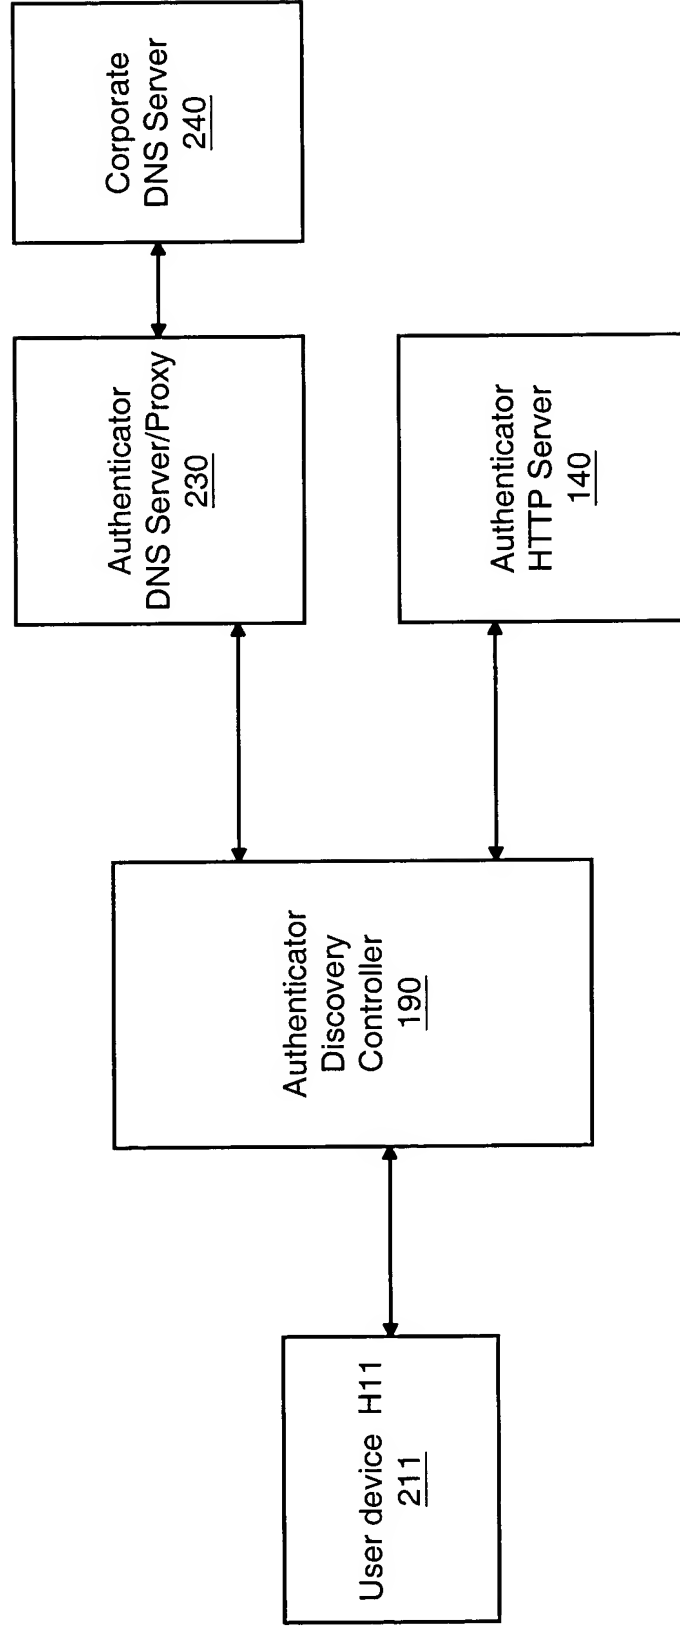 User device H11
211
Authenticator
Discovery
Controller
190
Authenticator
DNS Server/Proxy
230
Corporate
DNS Server
240
Authenticator
HTTP Server
140